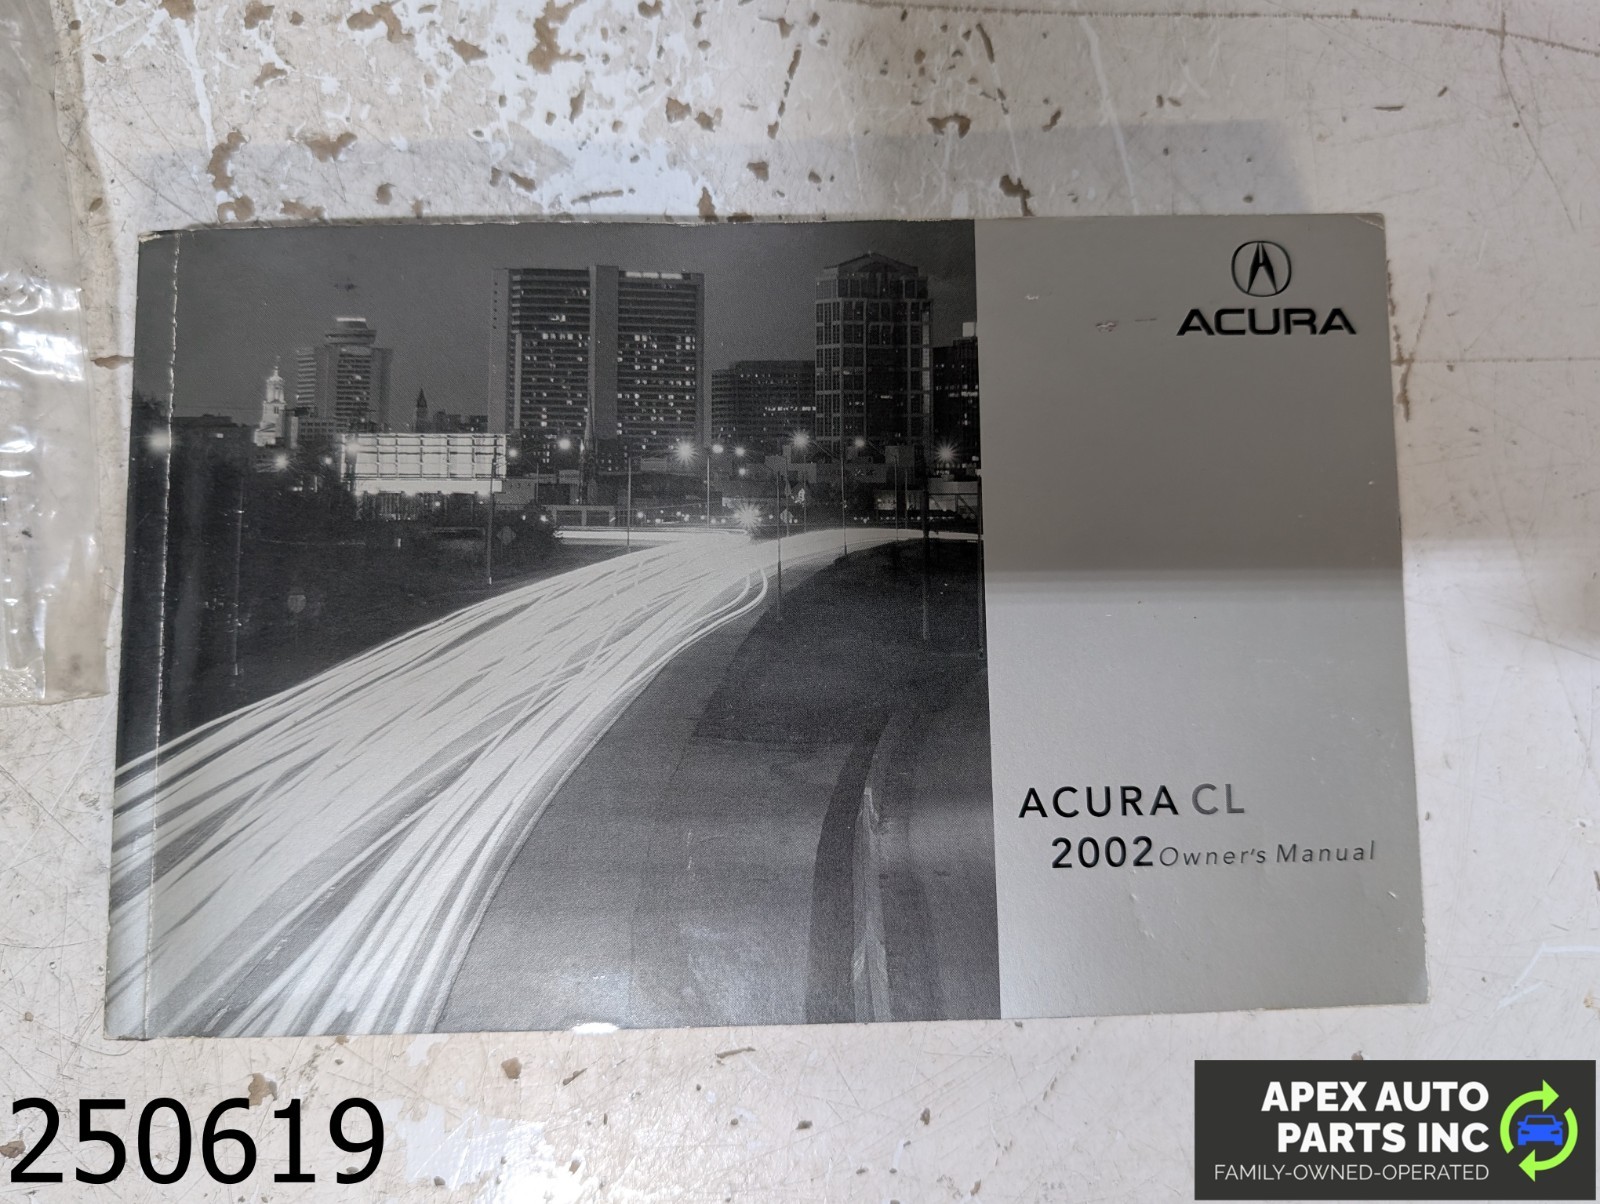 ACURA
ACURA CL
2002 Owner's Manual
250619
APEX AUTO
PARTS INC
FAMILY-OWNED-OPERATED